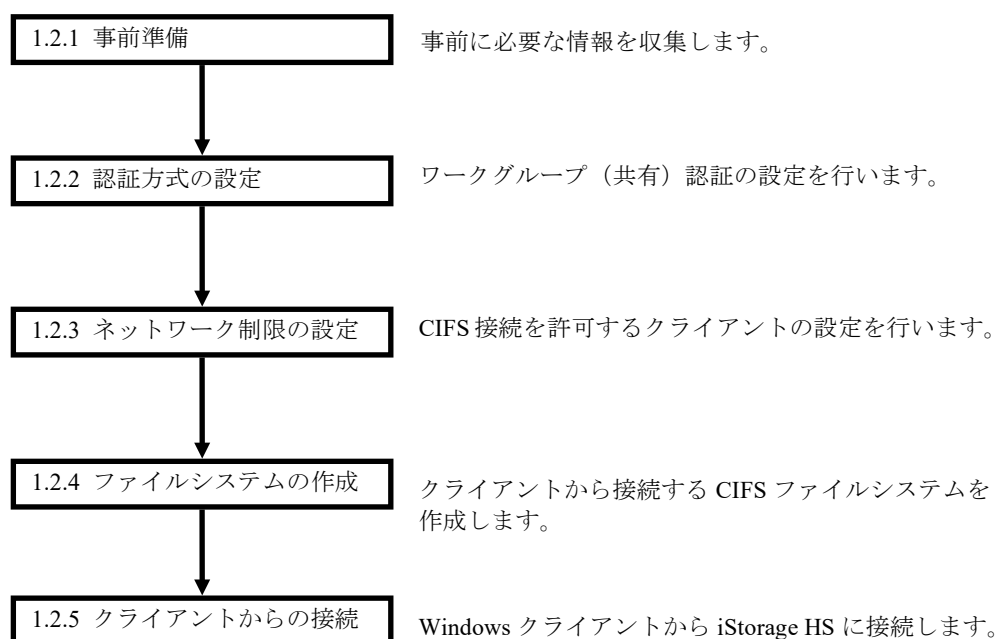 1.2.1 事前準備
事前に必要な情報を収集します。
1.2.2 認証方式の設定
ワークグループ（共有）認証の設定を行います。
1.2.3 ネットワーク制限の設定
CIFS 接続を許可するクライアントの設定を行います。
1.2.4 ファイルシステムの作成
クライアントから接続する CIFS ファイルシステムを
作成します。
1.2.5 クライアントからの接続
Windows クライアントから iStorage HS に接続します。